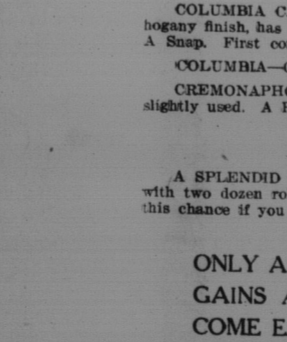 COLUMBIA C
hogany finish, has
A Snap. First co
COLUMBIA—
CREMONAPHO
slightly used. A
A SPLENDID
with two dozen ro
this chance if you
ONLY A
GAINS
COME E